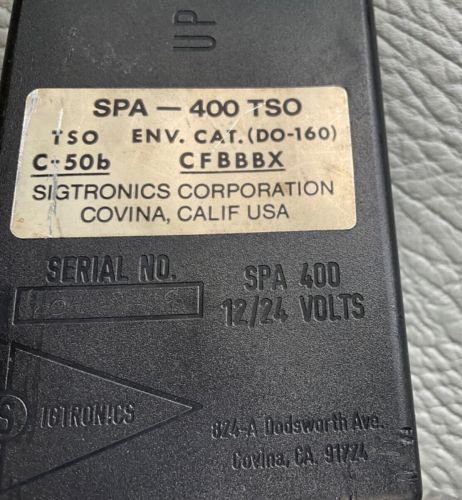 UP
SPA — 400 TSO
TSO ENV. CAT. (DO-160)
C-50b CFBBBX
SIGTRONICS CORPORATION
COVINA, CALIF USA
SERIAL NO.
SPA 400
12/24 VOLTS
SIGTRONICS
824-A Dodsworth Ave.
Covina, CA. 91724